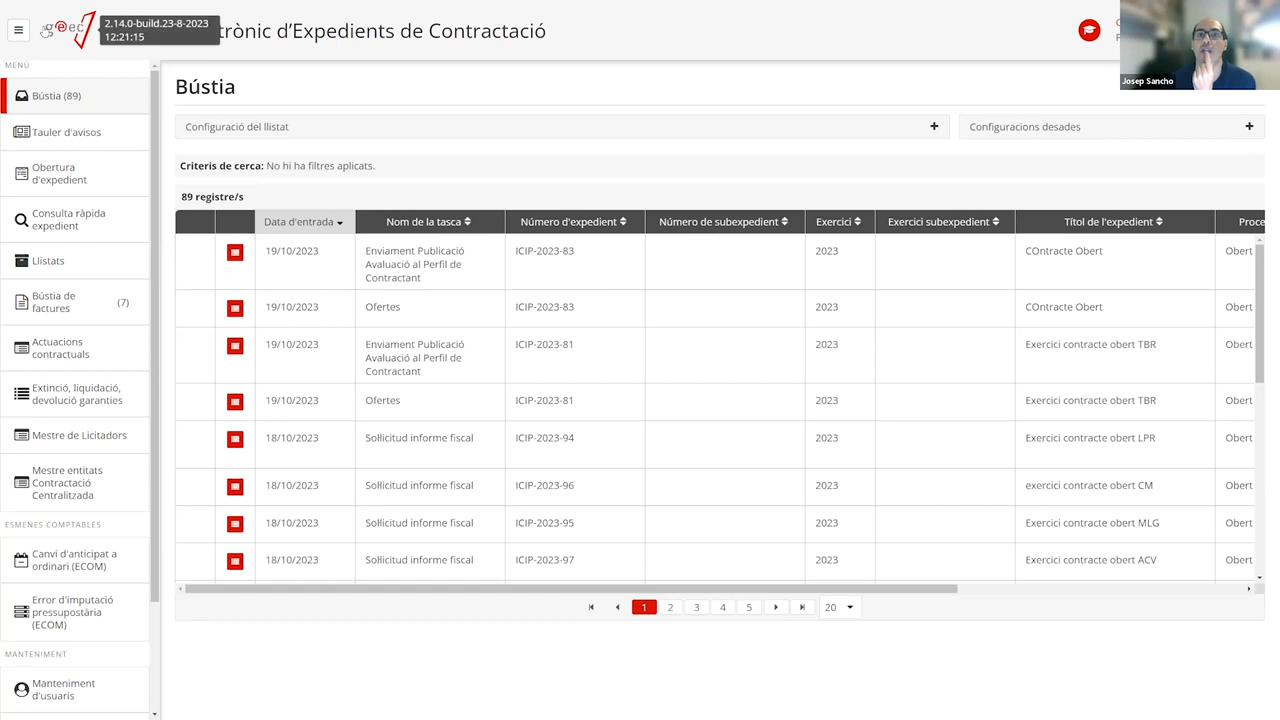 geec
2.14.0-build.23-8-2023
12:21:15
trònic d'Expedients de Contractació
Josep Sancho
MENÚ
Bústia (89)
Tauler d'avisos
Obertura
d'expedient
Consulta ràpida
expedient
Llistats
Bústia de
factures
(7)
Actuacions
contractuals
Extinció, liquidació,
devolució garanties
Mestre de Licitadors
Mestre entitats
Contractació
Centralitzada
ESMENES COMPTABLES
Canvi d'anticipat a
ordinari (ECOM)
Error d'imputació
pressupostària
(ECOM)
MANTENIMENT
Manteniment
d'usuaris
Bústia
Configuració del llistat
Configuracions desades
Criteris de cerca: No hi ha filtres aplicats.
89 registre/s
Data d'entrada Nom de la tasca Número d'expedient Número de subexpedient Exercici Exercici subexpedient Títol de l'expedient Proce
19/10/2023 Enviament Publicació Avaluació al Perfil de Contractant ICIP-2023-83 2023 COntracte Obert Obert
19/10/2023 Ofertes ICIP-2023-83 2023 COntracte Obert Obert
19/10/2023 Enviament Publicació Avaluació al Perfil de Contractant ICIP-2023-81 2023 Exercici contracte obert TBR Obert
19/10/2023 Ofertes ICIP-2023-81 2023 Exercici contracte obert TBR Obert
18/10/2023 Sol·licitud informe fiscal ICIP-2023-94 2023 Exercici contracte obert LPR Obert
18/10/2023 Sol·licitud informe fiscal ICIP-2023-96 2023 exercici contracte obert CM Obert
18/10/2023 Sol·licitud informe fiscal ICIP-2023-95 2023 Exercici contracte obert MLG Obert
18/10/2023 Sol·licitud informe fiscal ICIP-2023-97 2023 Exercici contracte obert ACV Obert
1 2 3 4 5 20